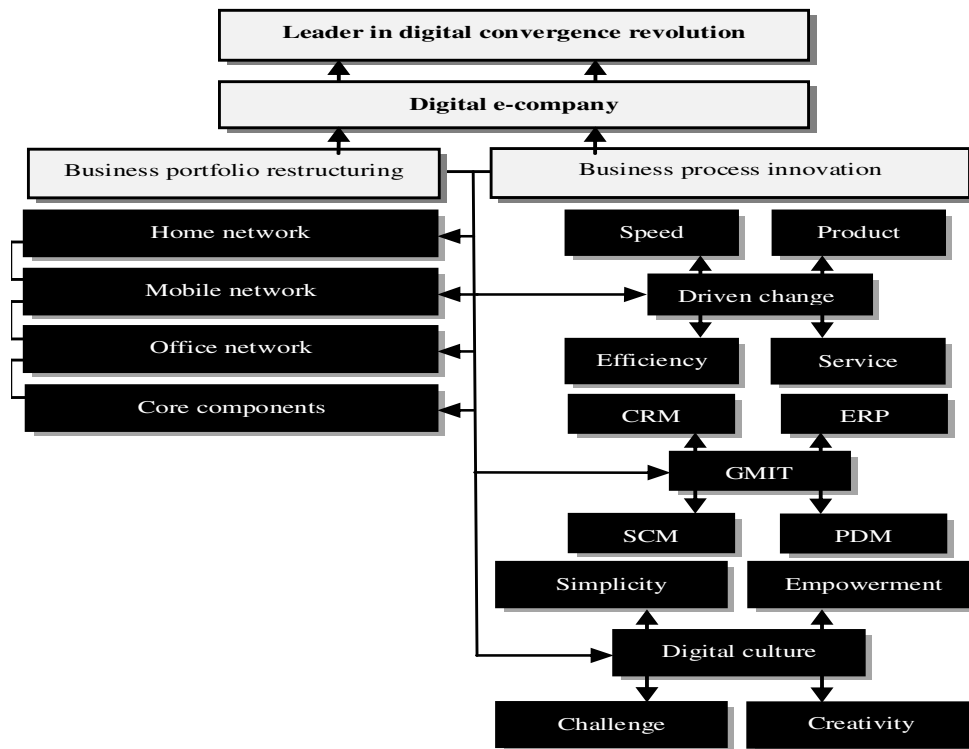 Leader in digital convergence revolution
Digital e-company
Business portfolio restructuring
Business process innovation
Home network
Mobile network
Office network
Core components
Speed
Product
Driven change
Efficiency
Service
CRM
ERP
GMIT
SCM
PDM
Simplicity
Empowerment
Digital culture
Challenge
Creativity